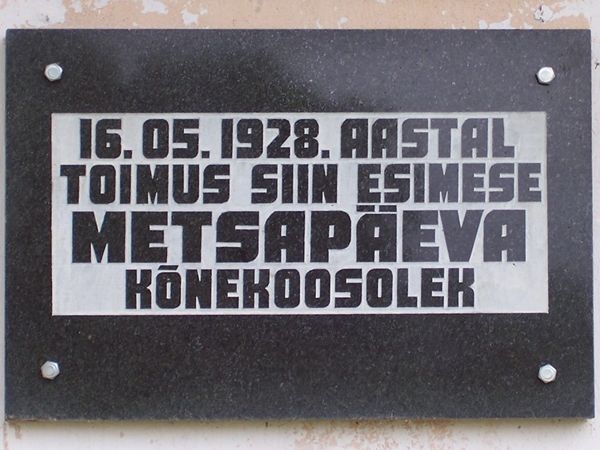 16.05.1928. AASTAL
TOIMUS SIIN ESIMESE
METSAPÄEVA
KÕNEKOOSOLEK